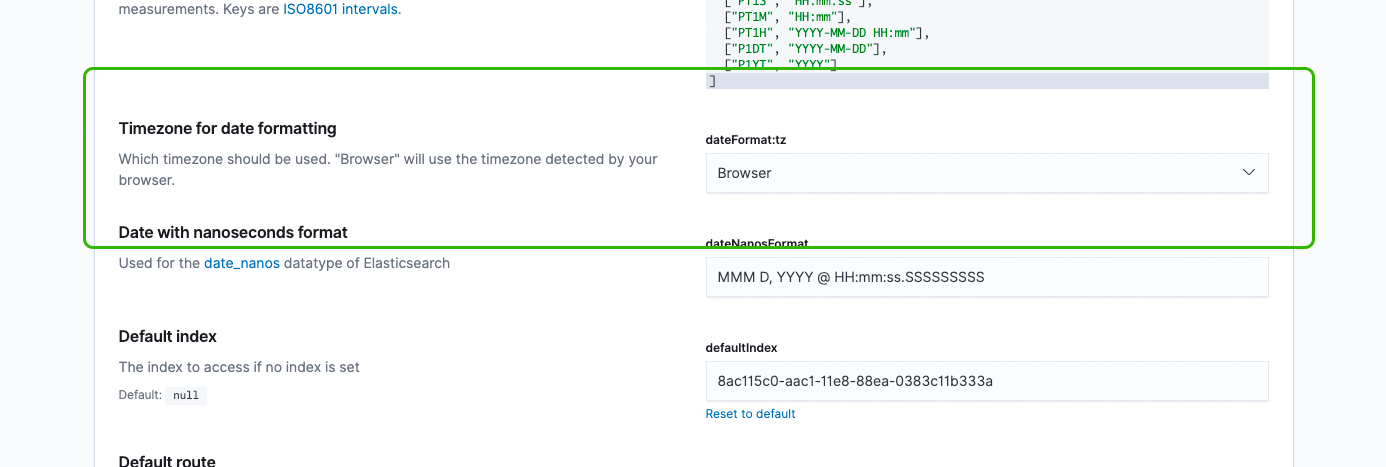 measurements. Keys are ISO8601 intervals.
["PT1S", "HH:mm:ss"],
["PT1M", "HH:mm"],
["PT1H", "YYYY-MM-DD HH:mm"],
["P1DT", "YYYY-MM-DD"],
["P1YT", "YYYY"]
]
Timezone for date formatting
Which timezone should be used. "Browser" will use the timezone detected by your
browser.
dateFormat:tz
Browser
Date with nanoseconds format
Used for the date_nanos datatype of Elasticsearch
dateNanosFormat
MMM D, YYYY @ HH:mm:ss.SSSSSSSSS
Default index
The index to access if no index is set
Default: null
defaultIndex
8ac115c0-aac1-11e8-88ea-0383c11b333a
Reset to default
Default route